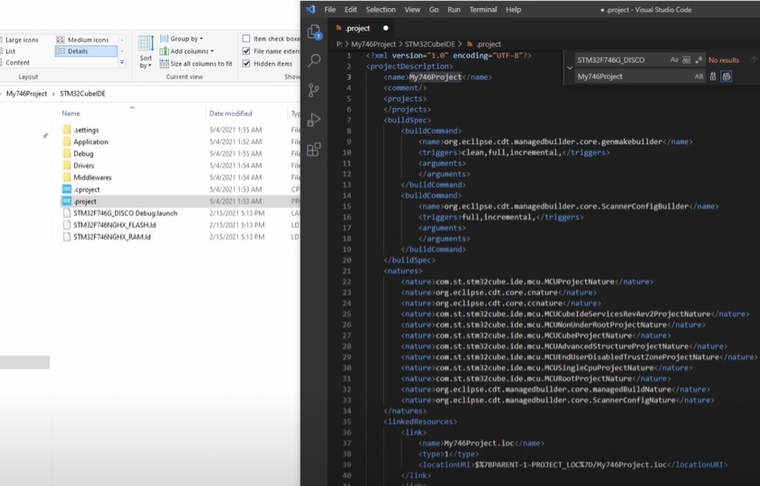 Large icons
Medium icons
List
Details
Content
Layout
Sort by
Group by
Add columns
Size all columns to fit
Current view
Item check boxes
File name extensions
Hidden items
My746Project > STM32CubeIDE >
Name
Date modified
.settings 5/4/2021 1:55 AM
Application 5/4/2021 1:52 AM
Debug 5/4/2021 1:55 AM
Drivers 5/4/2021 1:54 AM
Middlewares 5/4/2021 1:54 AM
.cproject 5/4/2021 1:53 AM
.project 5/4/2021 1:53 AM
STM32F746G_DISCO Debug.launch 2/15/2021 5:13 PM
STM32F746NGHX_FLASH.ld 2/15/2021 5:13 PM
STM32F746NGHX_RAM.ld 2/15/2021 5:13 PM
File Edit Selection View Go Run Terminal Help
● .project - Visual Studio Code
.project ●
P: > My746Project > STM32CubeIDE > .project
STM32F746G_DISCO
No results
My746Project
1 <?xml version="1.0" encoding="UTF-8"?>
2 <projectDescription>
3 <name>My746Project</name>
4 <comment/>
5 <projects>
6 </projects>
7 <buildSpec>
8 <buildCommand>
9 <name>org.eclipse.cdt.managedbuilder.core.genmakebuilder</name>
10 <triggers>clean,full,incremental,</triggers>
11 <arguments>
12 </arguments>
13 </buildCommand>
14 <buildCommand>
15 <name>org.eclipse.cdt.managedbuilder.core.ScannerConfigBuilder</name>
16 <triggers>full,incremental,</triggers>
17 <arguments>
18 </arguments>
19 </buildCommand>
20 </buildSpec>
21 <natures>
22 <nature>com.st.stm32cube.ide.mcu.MCUProjectNature</nature>
23 <nature>org.eclipse.cdt.core.cnature</nature>
24 <nature>org.eclipse.cdt.core.ccnature</nature>
25 <nature>com.st.stm32cube.ide.mcu.MCUCubeIdeServicesRevAev2ProjectNature</nature>
26 <nature>com.st.stm32cube.ide.mcu.MCUNonUnderRootProjectNature</nature>
27 <nature>com.st.stm32cube.ide.mcu.MCUCubeProjectNature</nature>
28 <nature>com.st.stm32cube.ide.mcu.MCUAdvancedStructureProjectNature</nature>
29 <nature>com.st.stm32cube.ide.mcu.MCUEndUserDisabledTrustZoneProjectNature</nature>
30 <nature>com.st.stm32cube.ide.mcu.MCUSingleCpuProjectNature</nature>
31 <nature>com.st.stm32cube.ide.mcu.MCURootProjectNature</nature>
32 <nature>org.eclipse.cdt.managedbuilder.core.managedBuildNature</nature>
33 <nature>org.eclipse.cdt.managedbuilder.core.ScannerConfigNature</nature>
34 </natures>
35 <linkedResources>
36 <link>
37 <name>My746Project.ioc</name>
38 <type>1</type>
39 <locationURI>$%7BPARENT-1-PROJECT_LOC%7D/My746Project.ioc</locationURI>
40 </link>